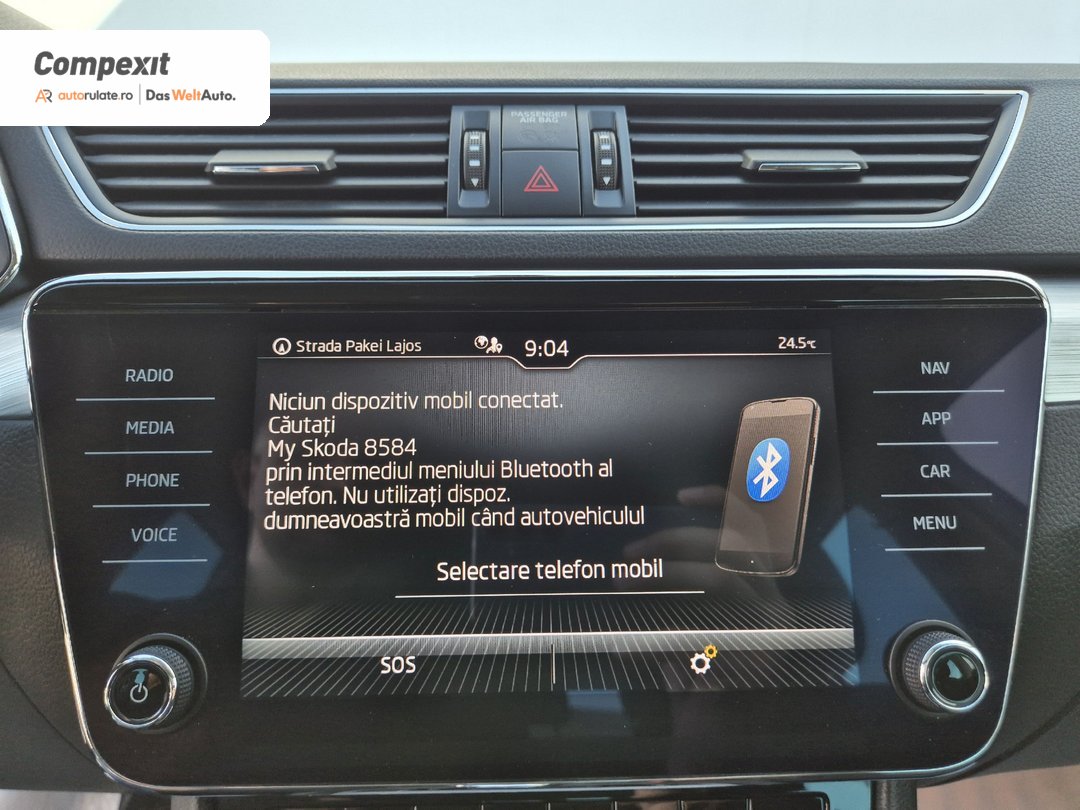 Compexit
autorulate.ro | DasWeltAuto.
PASSENGER
AIR BAG
Strada Pakei Lajos 9:04 24.5°C
RADIO
MEDIA
PHONE
VOICE
Niciun dispozitiv mobil conectat.
Căutați
My Skoda 8584
prin intermediul meniului Bluetooth al
telefon. Nu utilizați dispoz.
dumneavoastră mobil când autovehiculul
Selectare telefon mobil
SOS
NAV
APP
CAR
MENU